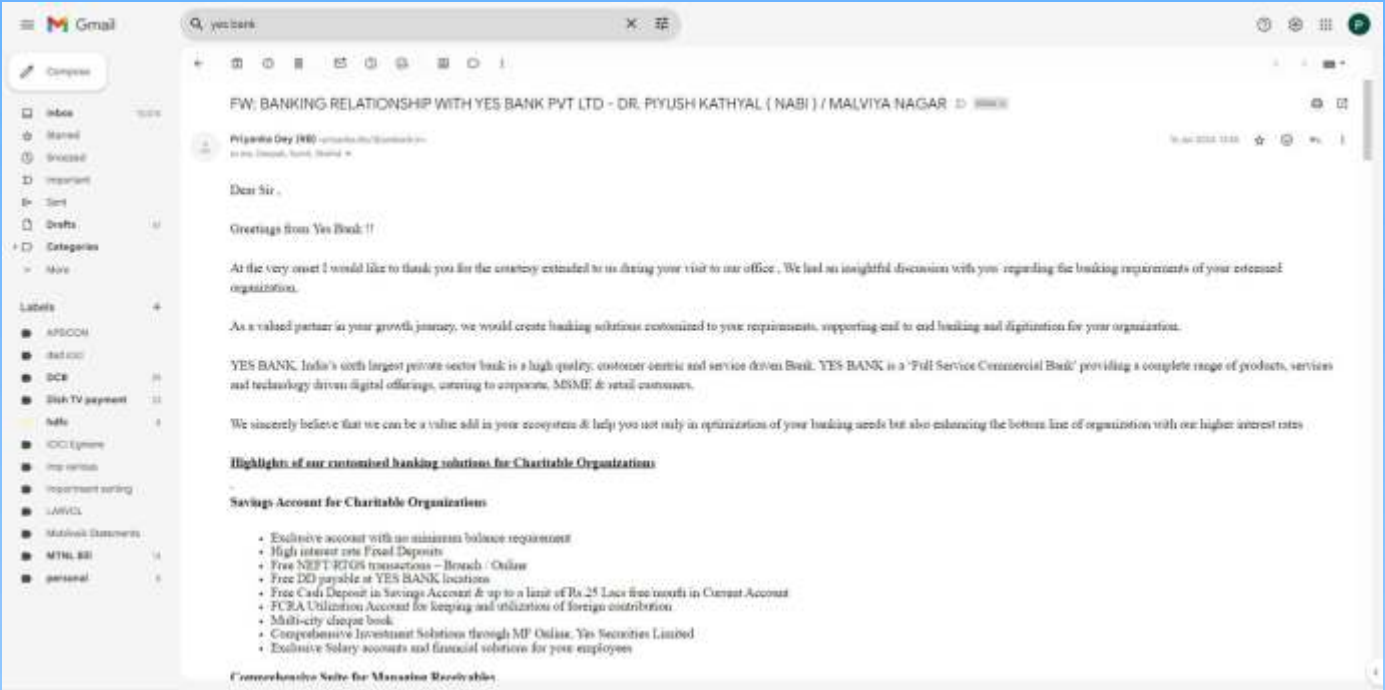 Gmail
yes bank
P
Compose
FW: BANKING RELATIONSHIP WITH YES BANK PVT LTD - DR. PIYUSH KATHYAL ( NABI ) / MALVIYA NAGAR
Inbox
Starred
Snoozed
Important
Sent
Drafts
Categories
More
Labels
DCB
Dish TV payment
hdfc
MTNL Bill
personal
Priyanka Dey (RB)
Dear Sir ,
Greetings from Yes Bank !!
At the very onset I would like to thank you for the courtesy extended to us during your visit to our office , We had an insightful discussion with you regarding the banking requirements of your esteemed
organization.
As a valued partner in your growth journey, we would create banking solutions customized to your requirements, supporting end to end banking and digitization for your organization.
YES BANK, India's sixth largest private sector bank is a high quality, customer centric and service driven Bank. YES BANK is a 'Full Service Commercial Bank' providing a complete range of products, services
and technology driven digital offerings, catering to corporate, MSME & retail customers.
We sincerely believe that we can be a value add in your ecosystem & help you not only in optimization of your banking needs but also enhancing the bottom line of organization with our higher interest rates
Highlights of our customised banking solutions for Charitable Organizations
.
Savings Account for Charitable Organizations
• Exclusive account with no minimum balance requirement
• High interest rate Fixed Deposits
• Free NEFT/RTGS transactions – Branch / Online
• Free DD payable at YES BANK locations
• Free Cash Deposit in Savings Account & up to a limit of Rs.25 Lacs free/month in Current Account
• FCRA Utilization Account for keeping and utilization of foreign contribution
• Multi-city cheque book
• Comprehensive Investment Solutions through MF Online, Yes Securities Limited
• Exclusive Salary accounts and financial solutions for your employees
Comprehensive Suite for Managing Receivables